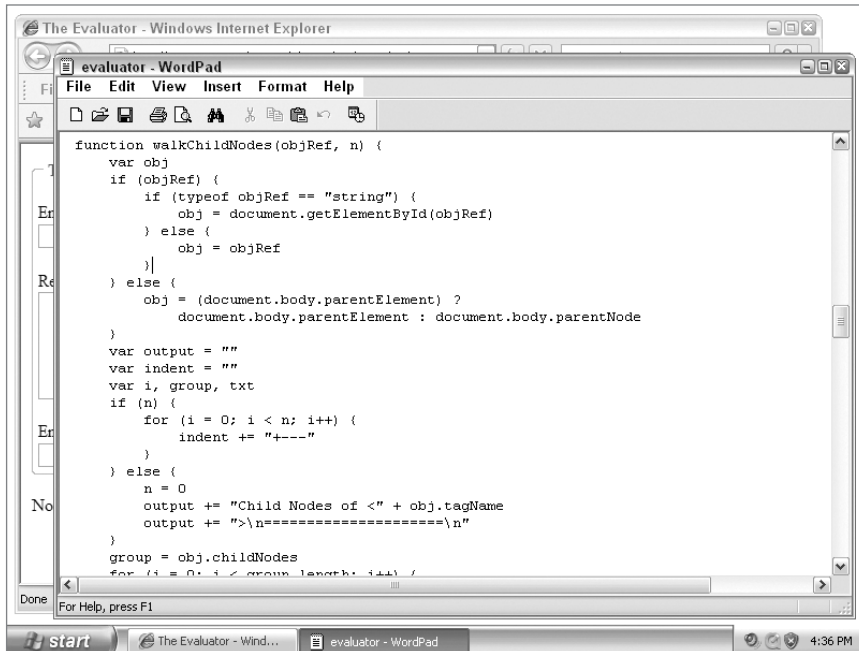 The Evaluator - Windows Internet Explorer
evaluator - WordPad
File Edit View Insert Format Help
function walkChildNodes(objRef, n) {
    var obj
    if (objRef) {
        if (typeof objRef == "string") {
            obj = document.getElementById(objRef)
        } else {
            obj = objRef
        }
    } else {
        obj = (document.body.parentElement) ?
            document.body.parentElement : document.body.parentNode
    }
    var output = ""
    var indent = ""
    var i, group, txt
    if (n) {
        for (i = 0; i < n; i++) {
            indent += "+---"
        }
    } else {
        n = 0
        output += "Child Nodes of <" + obj.tagName
        output += ">\n=====================\n"
    }
    group = obj.childNodes
    for (i = 0; i < group.length; i++) {
Done
For Help, press F1
start
The Evaluator - Wind...
evaluator - WordPad
4:36 PM